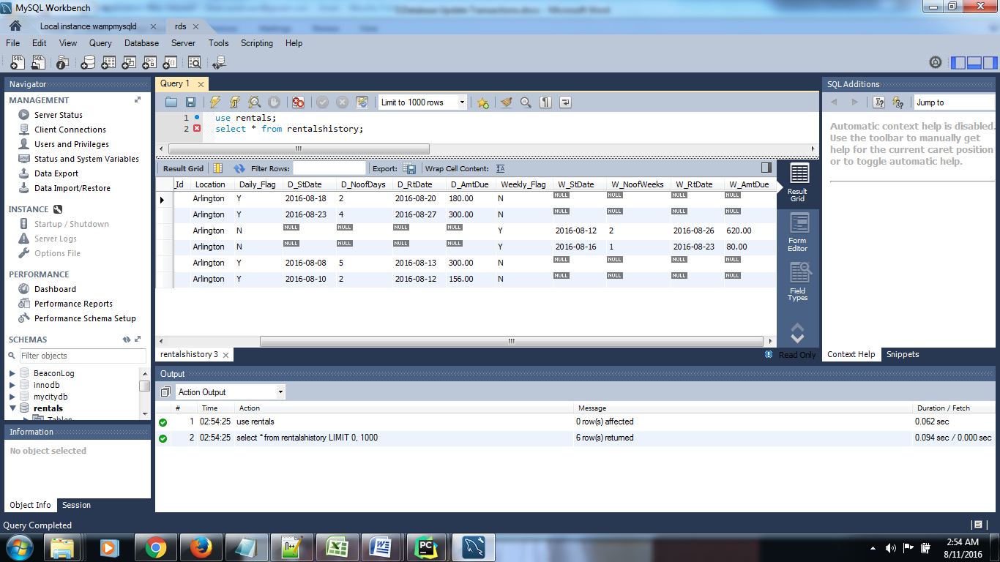 MySQL Workbench
Local instance wampmysqld
rds
File Edit View Query Database Server Tools Scripting Help
Navigator
MANAGEMENT
Server Status
Client Connections
Users and Privileges
Status and System Variables
Data Export
Data Import/Restore
INSTANCE
Startup / Shutdown
Server Logs
Options File
PERFORMANCE
Dashboard
Performance Reports
Performance Schema Setup
SCHEMAS
Filter objects
BeaconLog
innodb
mycitydb
rentals
Tables
Information
No object selected
Object Info Session
Query 1
Limit to 1000 rows
1 use rentals;
2 select * from rentalshistory;
Result Grid Filter Rows: Export: Wrap Cell Content:
Id Location Daily_Flag D_StDate D_NoofDays D_RtDate D_AmtDue Weekly_Flag W_StDate W_NoofWeeks W_RtDate W_AmtDue
Arlington Y 2016-08-18 2 2016-08-20 180.00 N NULL NULL NULL NULL
Arlington Y 2016-08-23 4 2016-08-27 300.00 N NULL NULL NULL NULL
Arlington N NULL NULL NULL NULL Y 2016-08-12 2 2016-08-26 620.00
Arlington N NULL NULL NULL NULL Y 2016-08-16 1 2016-08-23 80.00
Arlington Y 2016-08-08 5 2016-08-13 300.00 N NULL NULL NULL NULL
Arlington Y 2016-08-10 2 2016-08-12 156.00 N NULL NULL NULL NULL
Result
Grid
Form
Editor
Field
Types
rentalshistory 3
Read Only
SQL Additions
Jump to
Automatic context help is disabled.
Use the toolbar to manually get
help for the current caret position
or to toggle automatic help.
Context Help Snippets
Output
Action Output
# Time Action Message Duration / Fetch
1 02:54:25 use rentals 0 row(s) affected 0.062 sec
2 02:54:25 select * from rentalshistory LIMIT 0, 1000 6 row(s) returned 0.094 sec / 0.000 sec
Query Completed
2:54 AM
8/11/2016